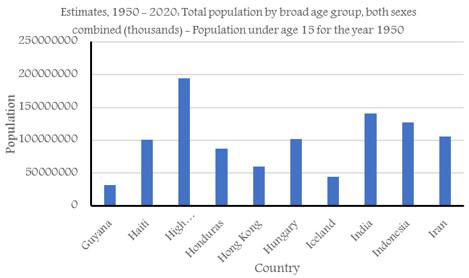 Estimates, 1950 - 2020: Total population by broad age group, both sexes
combined (thousands) - Population under age 15 for the year 1950
250000000
200000000
150000000
100000000
50000000
0
Population
Guyana
Haiti
High....
Honduras
Hong Kong
Hungary
Iceland
India
Indonesia
Iran
Country